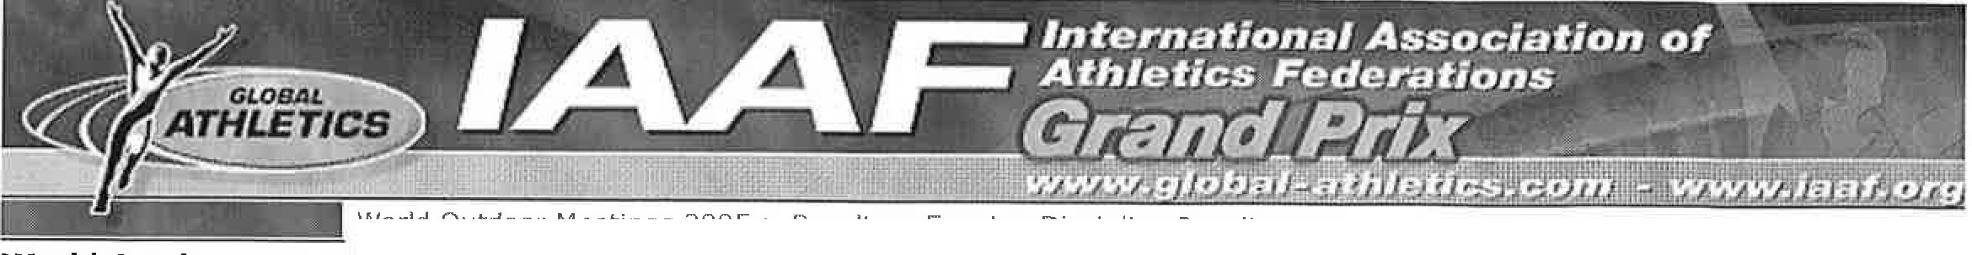 GLOBAL
ATHLETICS
IAAF
International Association of
Athletics Federations
Grand Prix
www.global-athletics.com - www.iaaf.org